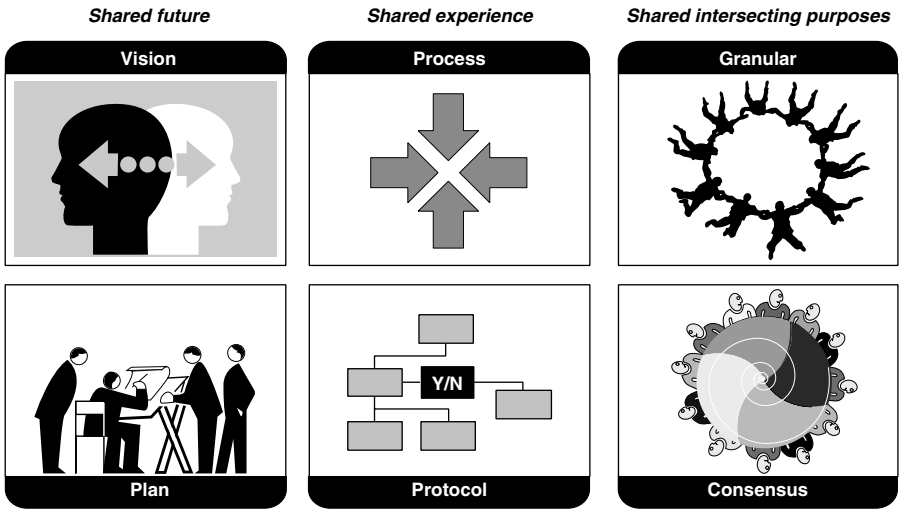 Shared future
Shared experience
Shared intersecting purposes
Vision
Process
Granular
Y/N
Plan
Protocol
Consensus